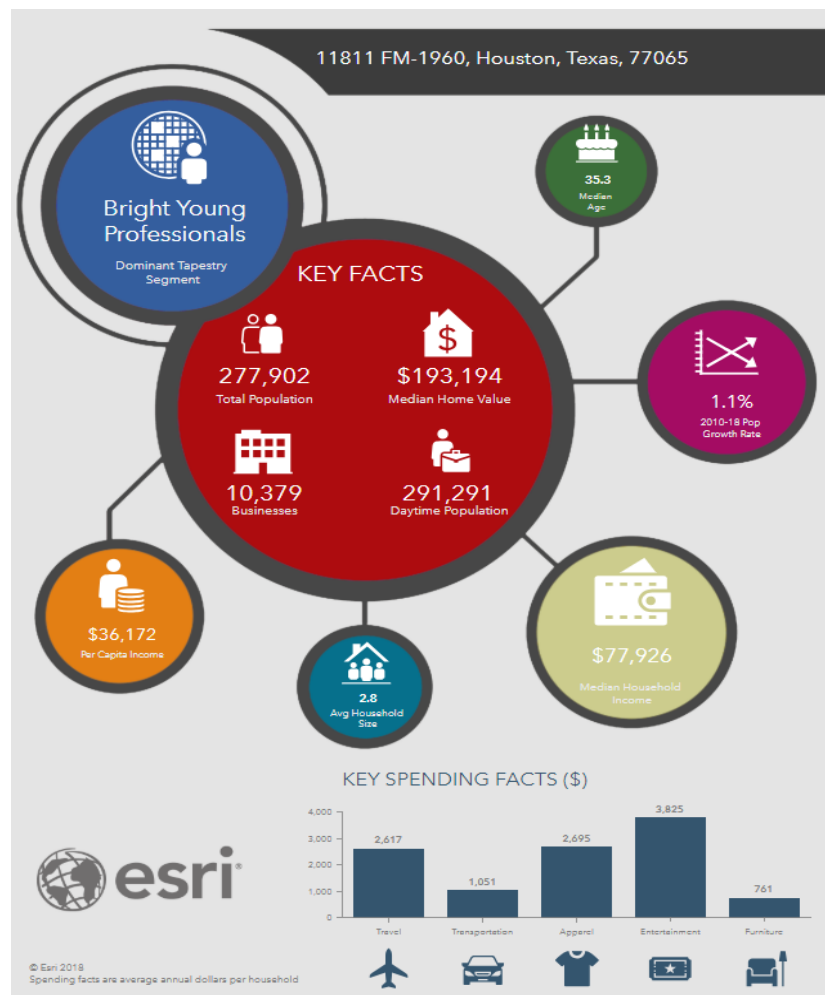 11811 FM-1960, Houston, Texas, 77065
Bright Young
Professionals
Dominant Tapestry
Segment
35.3
Median
Age
KEY FACTS
277,902
Total Population
$193,194
Median Home Value
10,379
Businesses
291,291
Daytime Population
1.1%
2010-18 Pop
Growth Rate
$36,172
Per Capita Income
2.8
Avg Household
Size
$77,926
Median Household
Income
KEY SPENDING FACTS ($)
4,000
3,000
2,000
1,000
0
2,617
1,051
2,695
3,825
761
Travel
Transportation
Apparel
Entertainment
Furniture
esri®
© Esri 2018
Spending facts are average annual dollars per household